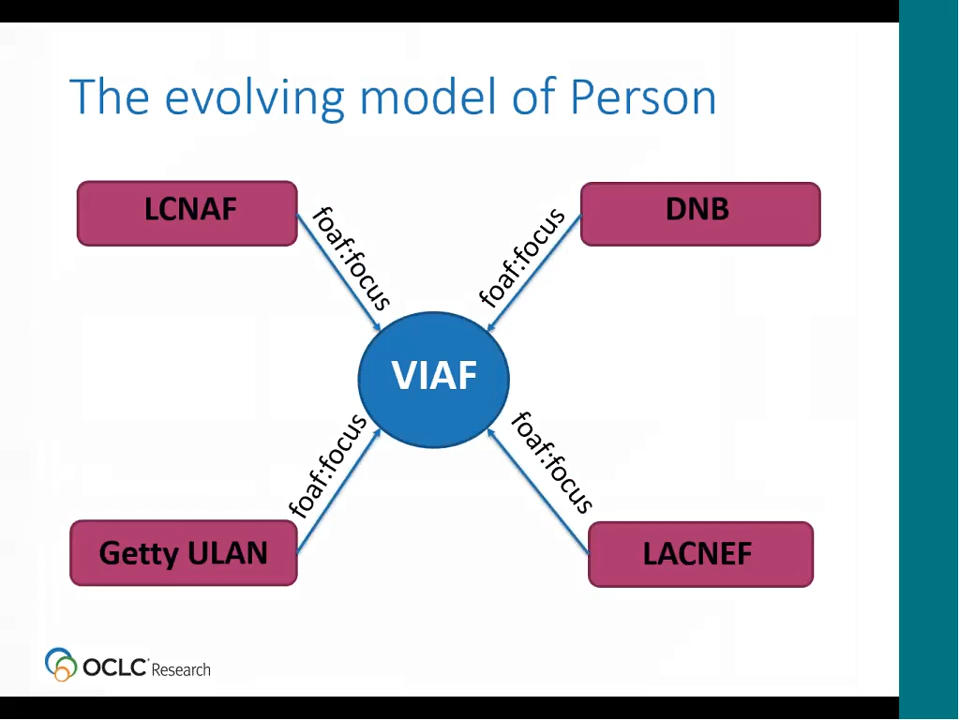 The evolving model of Person
LCNAF
DNB
foaf:focus
foaf:focus
VIAF
foaf:focus
foaf:focus
Getty ULAN
LACNEF
OCLC Research